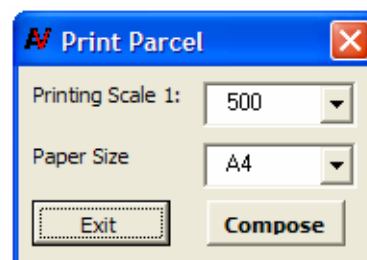 Print Parcel
Printing Scale 1: 500
Paper Size A4
Exit Compose